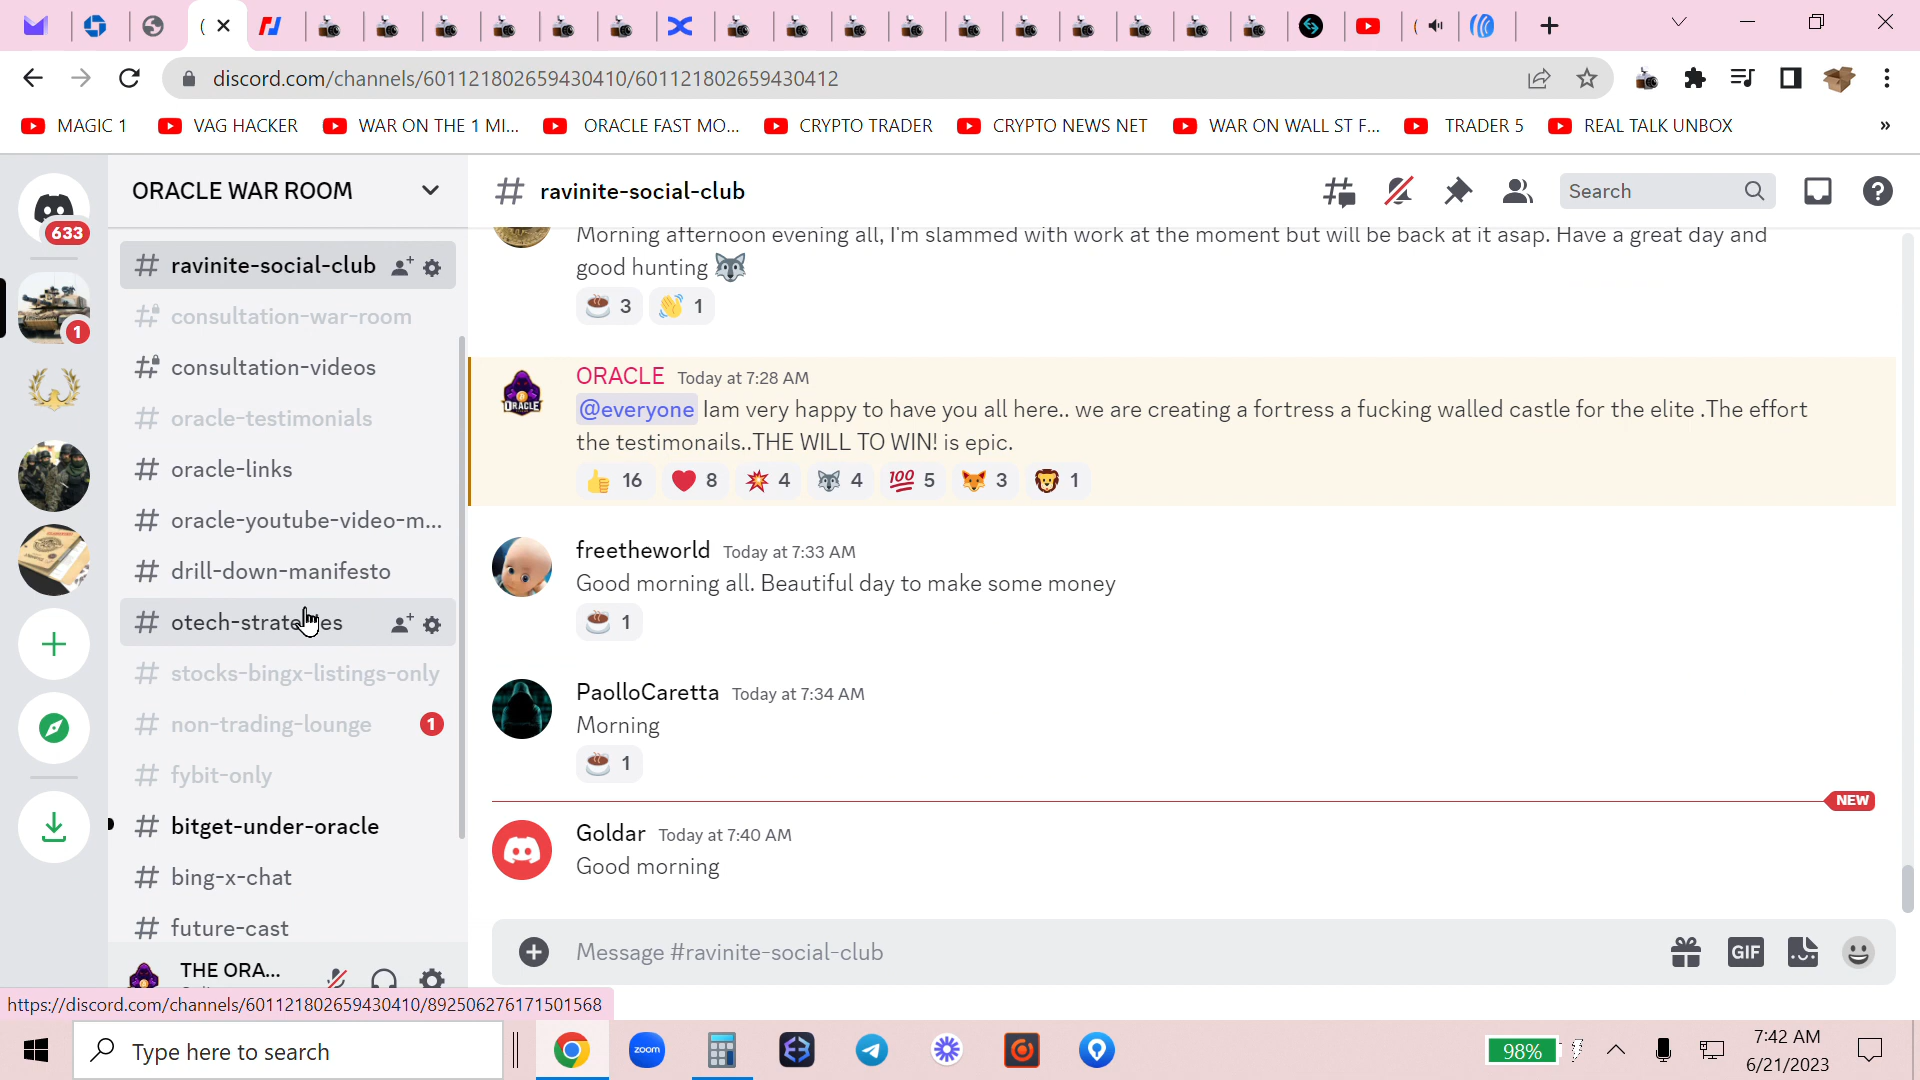 (
(
discord.com/channels/601121802659430410/601121802659430412
MAGIC 1
VAG HACKER
WAR ON THE 1 MI...
ORACLE FAST MO...
CRYPTO TRADER
CRYPTO NEWS NET
WAR ON WALL ST F...
TRADER 5
REAL TALK UNBOX
»
633
1
ORACLE WAR ROOM
# ravinite-social-club
Search
# ravinite-social-club
# consultation-war-room
# consultation-videos
# oracle-testimonials
# oracle-links
# oracle-youtube-video-m...
# drill-down-manifesto
# otech-strate es
# stocks-bingx-listings-only
# non-trading-lounge 1
# fybit-only
# bitget-under-oracle
# bing-x-chat
# future-cast
THE ORA...
Morning afternoon evening all, I'm slammed with work at the moment but will be back at it asap. Have a great day and
good hunting 🐺
☕ 3 👋 1
ORACLE Today at 7:28 AM
@everyone Iam very happy to have you all here.. we are creating a fortress a fucking walled castle for the elite .The effort
the testimonails..THE WILL TO WIN! is epic.
👍 16 ❤️ 8 💥 4 🐺 4 💯 5 🦊 3 🦁 1
ORACLE
freetheworld Today at 7:33 AM
Good morning all. Beautiful day to make some money
☕ 1
PaolloCaretta Today at 7:34 AM
Morning
☕ 1
NEW
Goldar Today at 7:40 AM
Good morning
Message #ravinite-social-club
GIF
https://discord.com/channels/601121802659430410/892506276171501568
Type here to search
zoom
98%
7:42 AM
6/21/2023